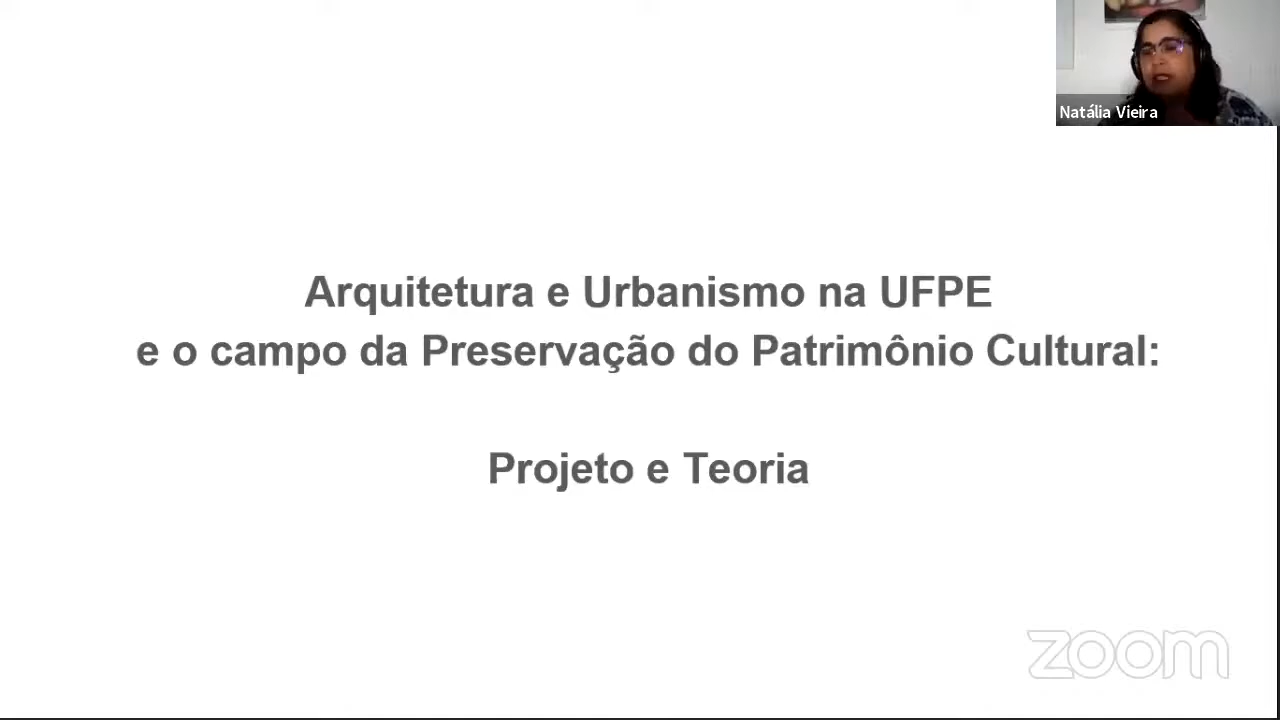 Natália Vieira
Arquitetura e Urbanismo na UFPE
e o campo da Preservação do Patrimônio Cultural:
Projeto e Teoria
zoom